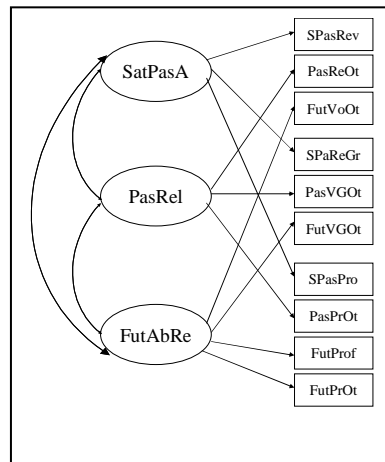 SatPasA
PasRel
FutAbRe
SPasRev
PasReOt
FutVoOt
SPaReGr
PasVGOt
FutVGOt
SPasPro
PasPrOt
FutProf
FutPrOt